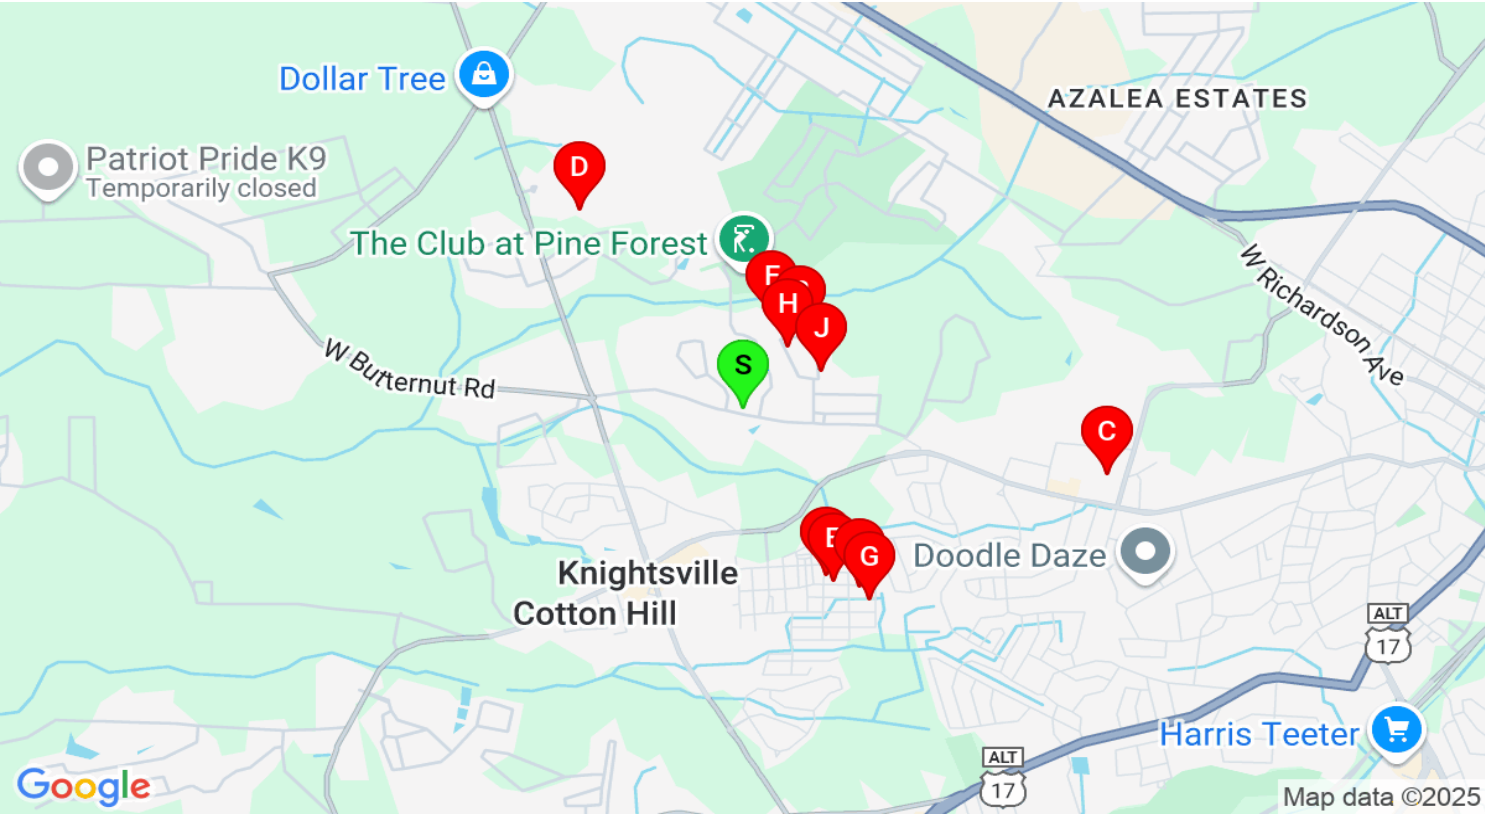 AZALEA ESTATES
Dollar Tree
Patriot Pride K9
Temporarily closed
D
The Club at Pine Forest
W Richardson Ave
H
J
W Butternut Rd
S
C
E
G
Doodle Daze
Knightsville
Cotton Hill
ALT
17
Harris Teeter
ALT
17
Google
Map data ©2025